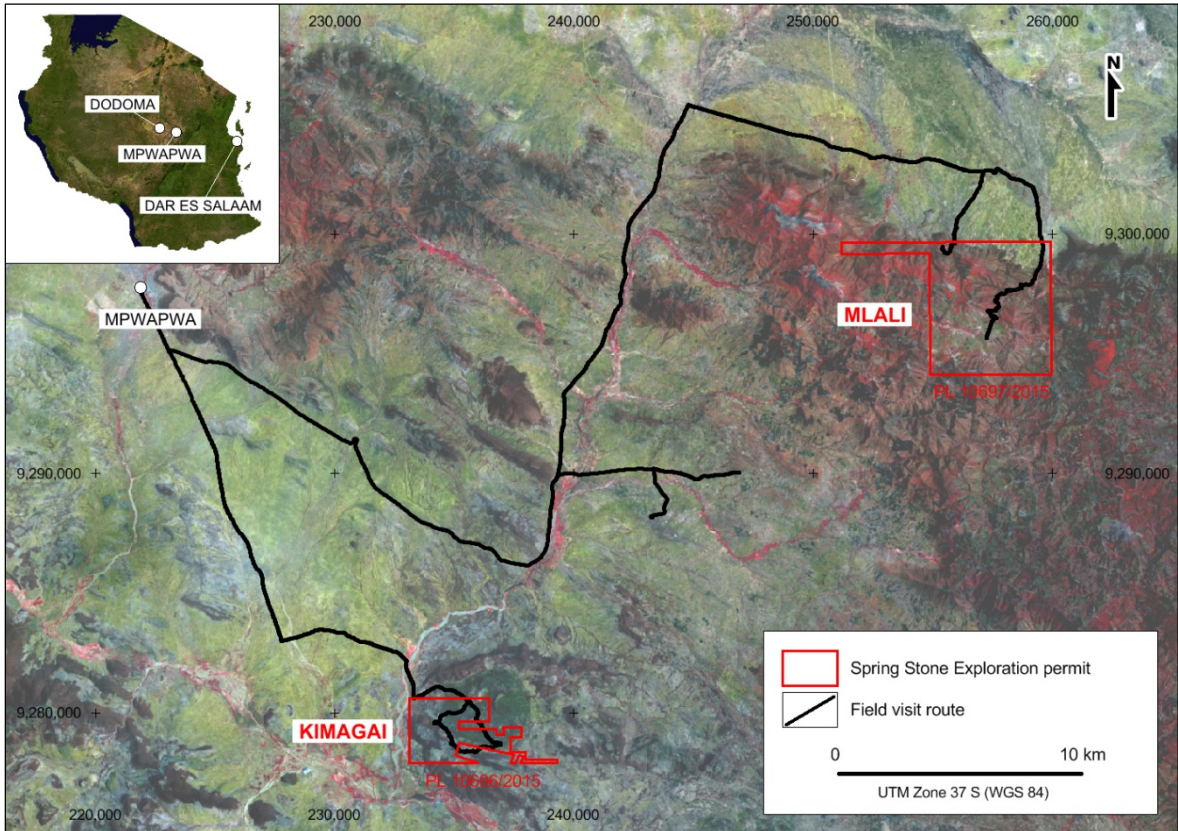 230,000
240,000
250,000
260,000
N
DODOMA
MPWAPWA
DAR ES SALAAM
9,300,000
MPWAPWA
MLALI
PL 10697/2015
9,290,000
9,290,000
Spring Stone Exploration permit
Field visit route
9,280,000
KIMAGAI
0
10 km
240,000
PL 10696/2015
UTM Zone 37 S (WGS 84)
220,000
230,000
240,000